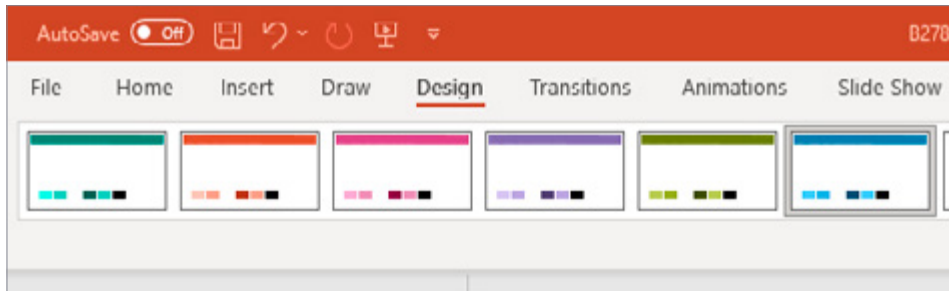 AutoSave Off B278
File Home Insert Draw Design Transitions Animations Slide Show